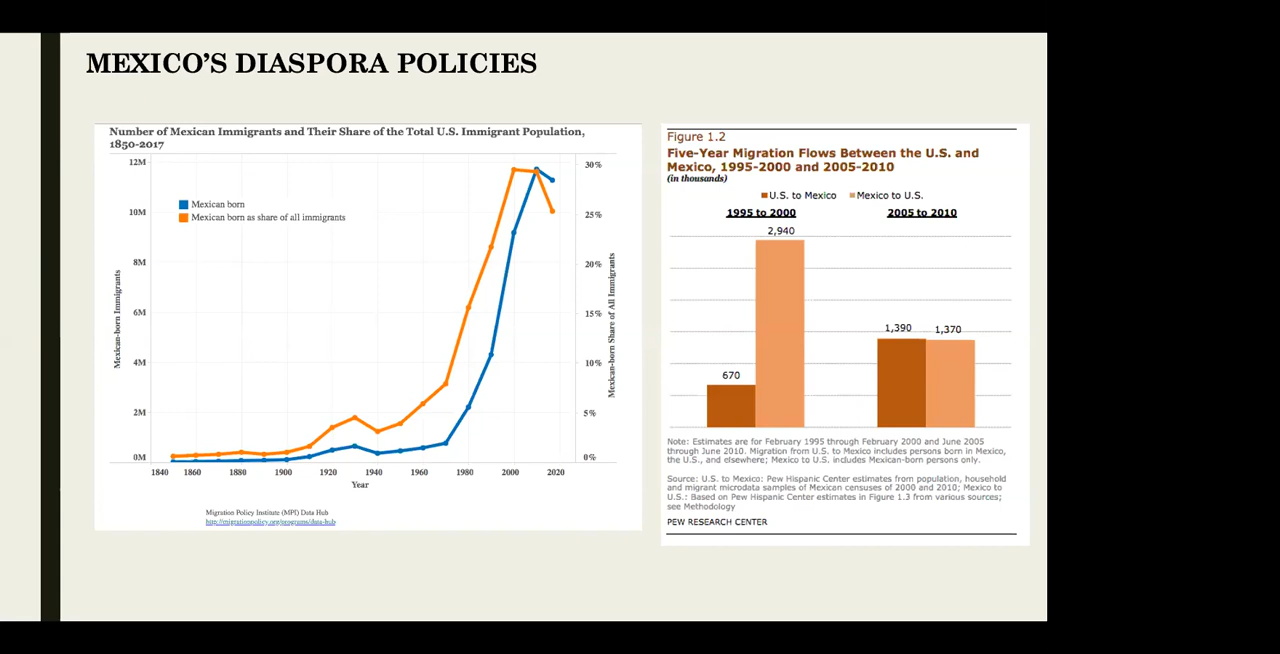 MEXICO'S DIASPORA POLICIES
Number of Mexican Immigrants and Their Share of the Total U.S. Immigrant Population,
1850-2017
12M
10M
8M
6M
4M
2M
0M
Mexican-born Immigrants
Mexican born
Mexican born as share of all immigrants
30%
25%
20%
15%
10%
5%
0%
Mexican-born Share of All Immigrants
1840
1860
1880
1900
1920
1940
1960
1980
2000
2020
Year
Migration Policy Institute (MPI) Data Hub
http://migrationpolicy.org/programs/data-hub
Figure 1.2
Five-Year Migration Flows Between the U.S. and
Mexico, 1995-2000 and 2005-2010
(in thousands)
U.S. to Mexico
Mexico to U.S.
1995 to 2000
2005 to 2010
670
2,940
1,390
1,370
Note: Estimates are for February 1995 through February 2000 and June 2005
through June 2010. Migration from U.S. to Mexico includes persons born in Mexico,
the U.S., and elsewhere; Mexico to U.S. includes Mexican-born persons only.
Source: U.S. to Mexico: Pew Hispanic Center estimates from population, household
and migrant microdata samples of Mexican censuses of 2000 and 2010; Mexico to
U.S.: Based on Pew Hispanic Center estimates in Figure 1.3 from various sources;
see Methodology
PEW RESEARCH CENTER